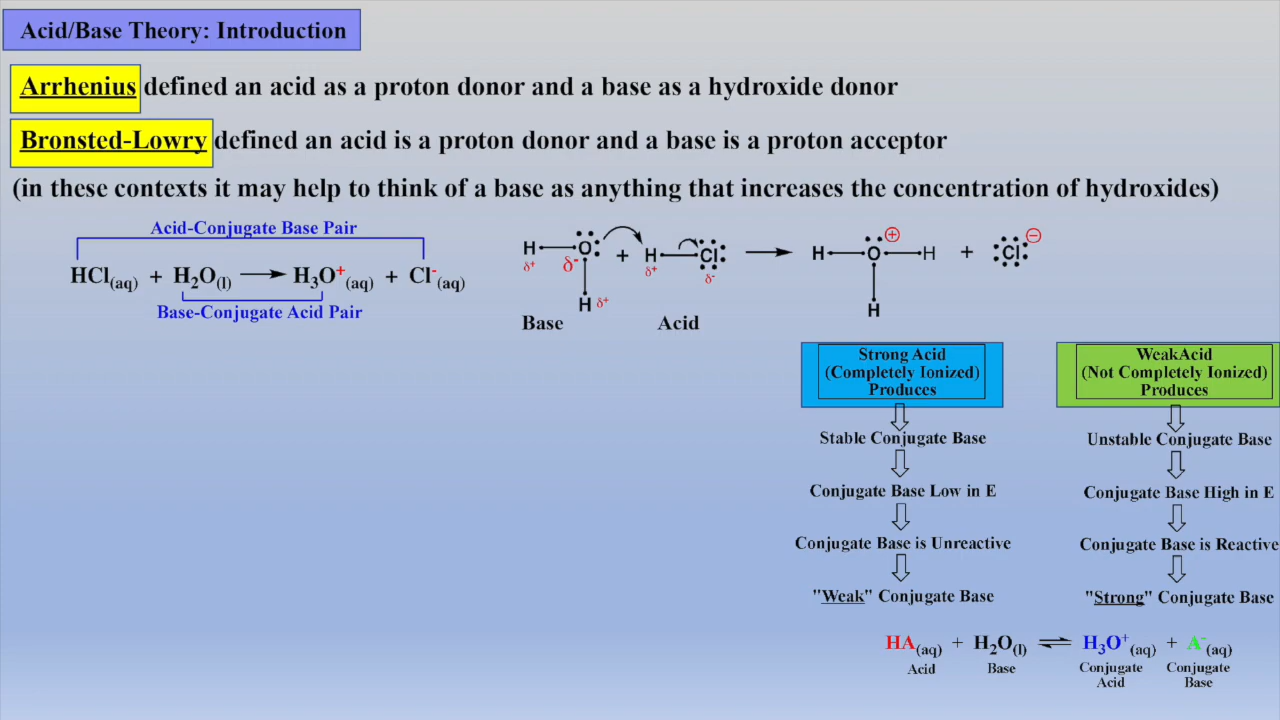 Acid/Base Theory: Introduction
Arrhenius defined an acid as a proton donor and a base as a hydroxide donor
Bronsted-Lowry defined an acid is a proton donor and a base is a proton acceptor
(in these contexts it may help to think of a base as anything that increases the concentration of hydroxides)
Acid-Conjugate Base Pair
HCl(aq) + H₂O(l) → H₃O⁺(aq) + Cl⁻(aq)
Base-Conjugate Acid Pair
H O + H Cl → H O ⊕ H + Cl ⊖
δ⁺ δ⁻ δ⁺ δ⁻
H δ⁺ H
Base Acid
Strong Acid
(Completely Ionized)
Produces
Stable Conjugate Base
Conjugate Base Low in E
Conjugate Base is Unreactive
"Weak" Conjugate Base
WeakAcid
(Not Completely Ionized)
Produces
Unstable Conjugate Base
Conjugate Base High in E
Conjugate Base is Reactive
"Strong" Conjugate Base
HA(aq) + H₂O(l) ⇌ H₃O⁺(aq) + A⁻(aq)
Acid Base Conjugate Acid Conjugate Base